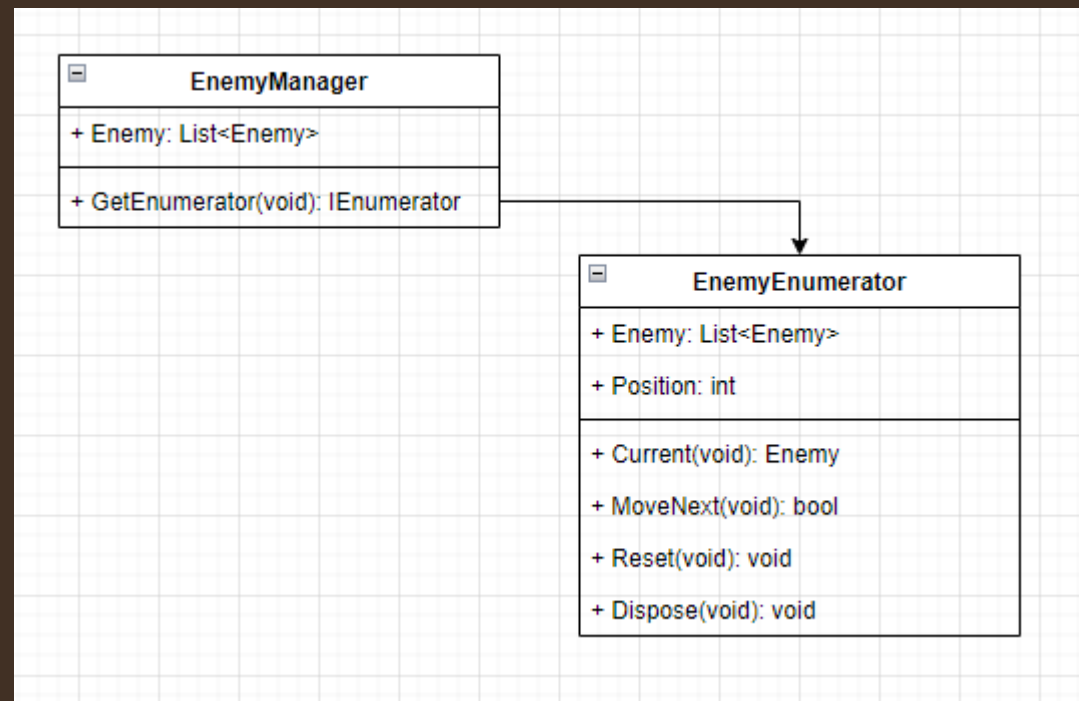 EnemyManager
+ Enemy: List<Enemy>
+ GetEnumerator(void): IEnumerator
EnemyEnumerator
+ Enemy: List<Enemy>
+ Position: int
+ Current(void): Enemy
+ MoveNext(void): bool
+ Reset(void): void
+ Dispose(void): void